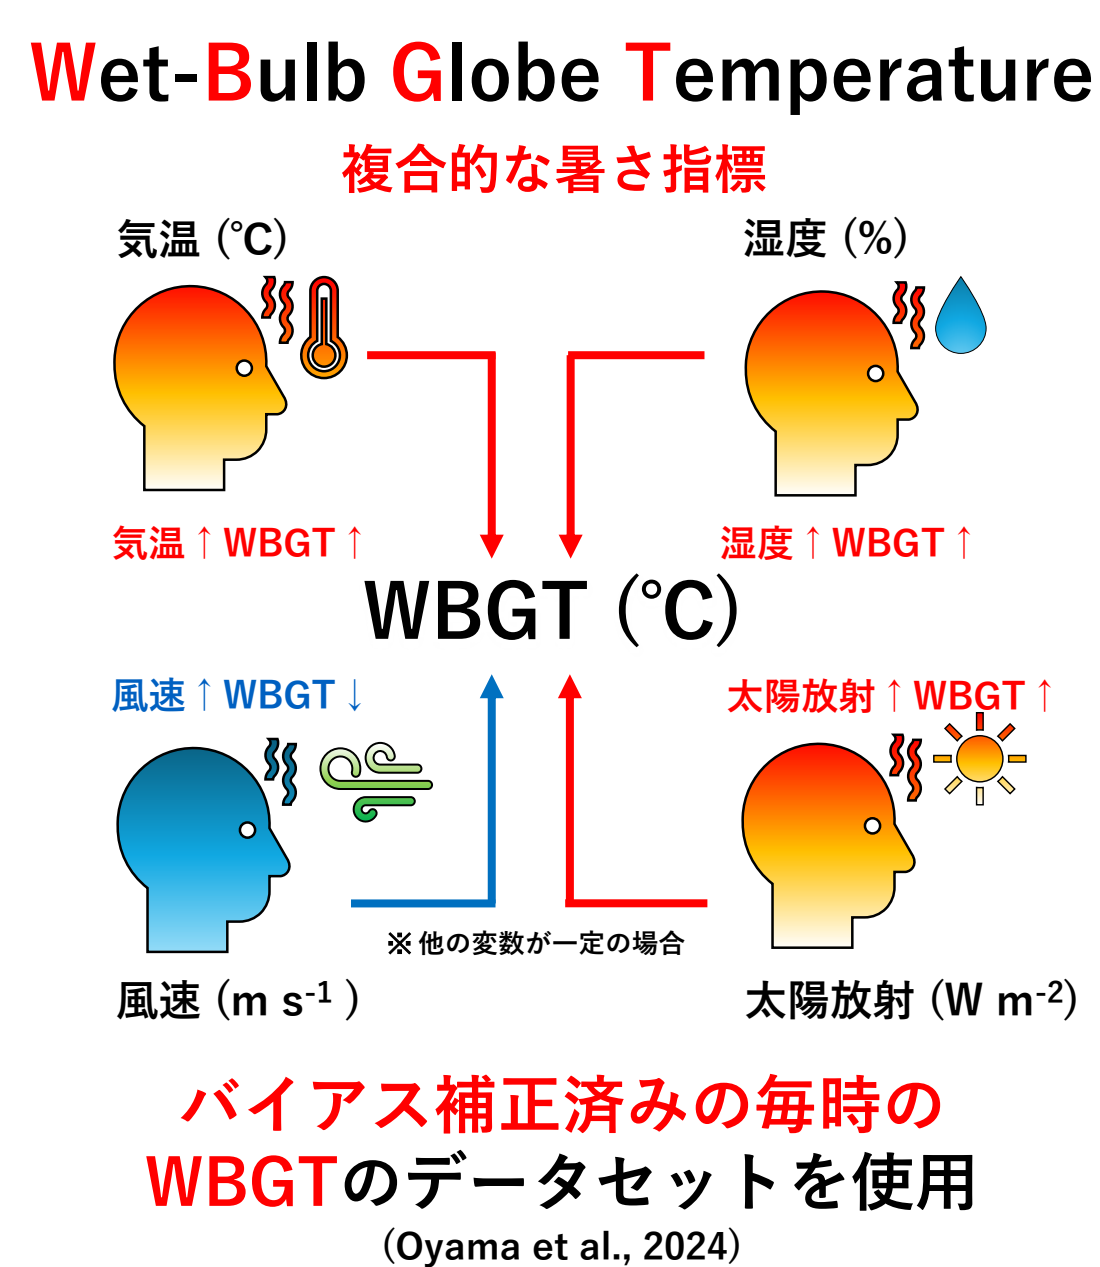 Wet-Bulb Globe Temperature
複合的な暑さ指標
気温 (℃)
湿度 (%)
気温↑WBGT↑
湿度↑WBGT↑
WBGT (℃)
風速↑WBGT↓
太陽放射↑WBGT↑
※他の変数が一定の場合
風速 (m s⁻¹ )
太陽放射 (W m⁻²)
バイアス補正済みの毎時の
WBGTのデータセットを使用
(Oyama et al., 2024)